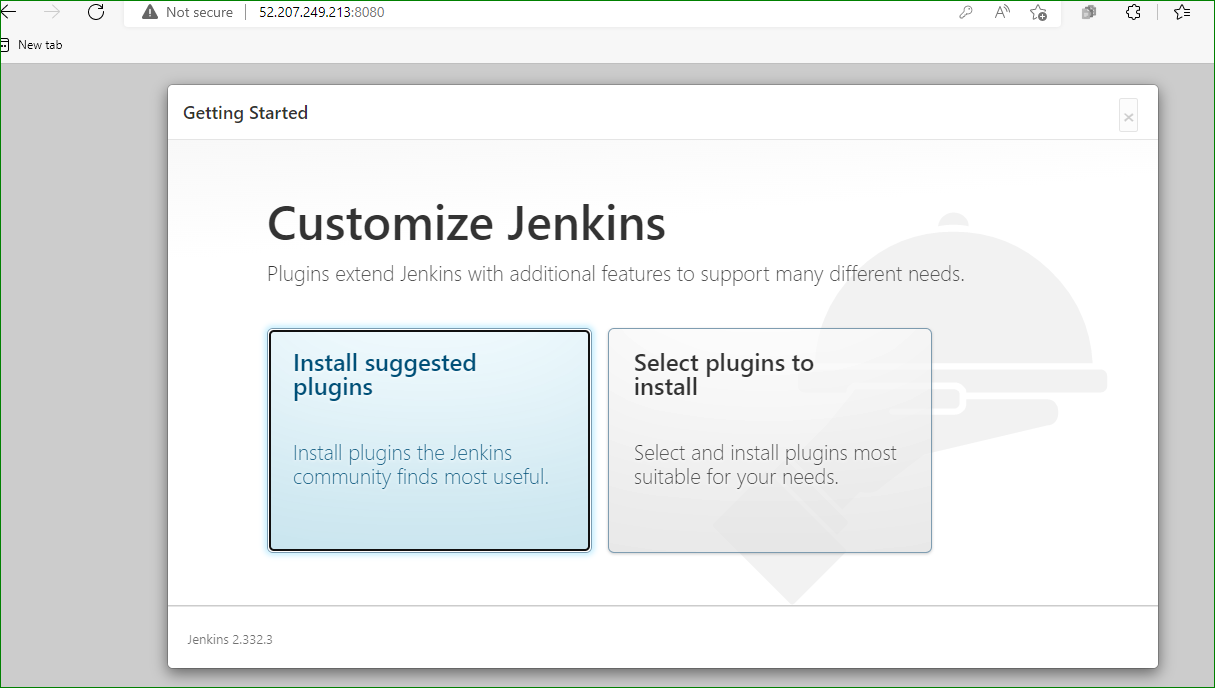 Not secure 52.207.249.213:8080
New tab
Getting Started
Customize Jenkins
Plugins extend Jenkins with additional features to support many different needs.
Install suggested
plugins
Install plugins the Jenkins
community finds most useful.
Select plugins to
install
Select and install plugins most
suitable for your needs.
Jenkins 2.332.3